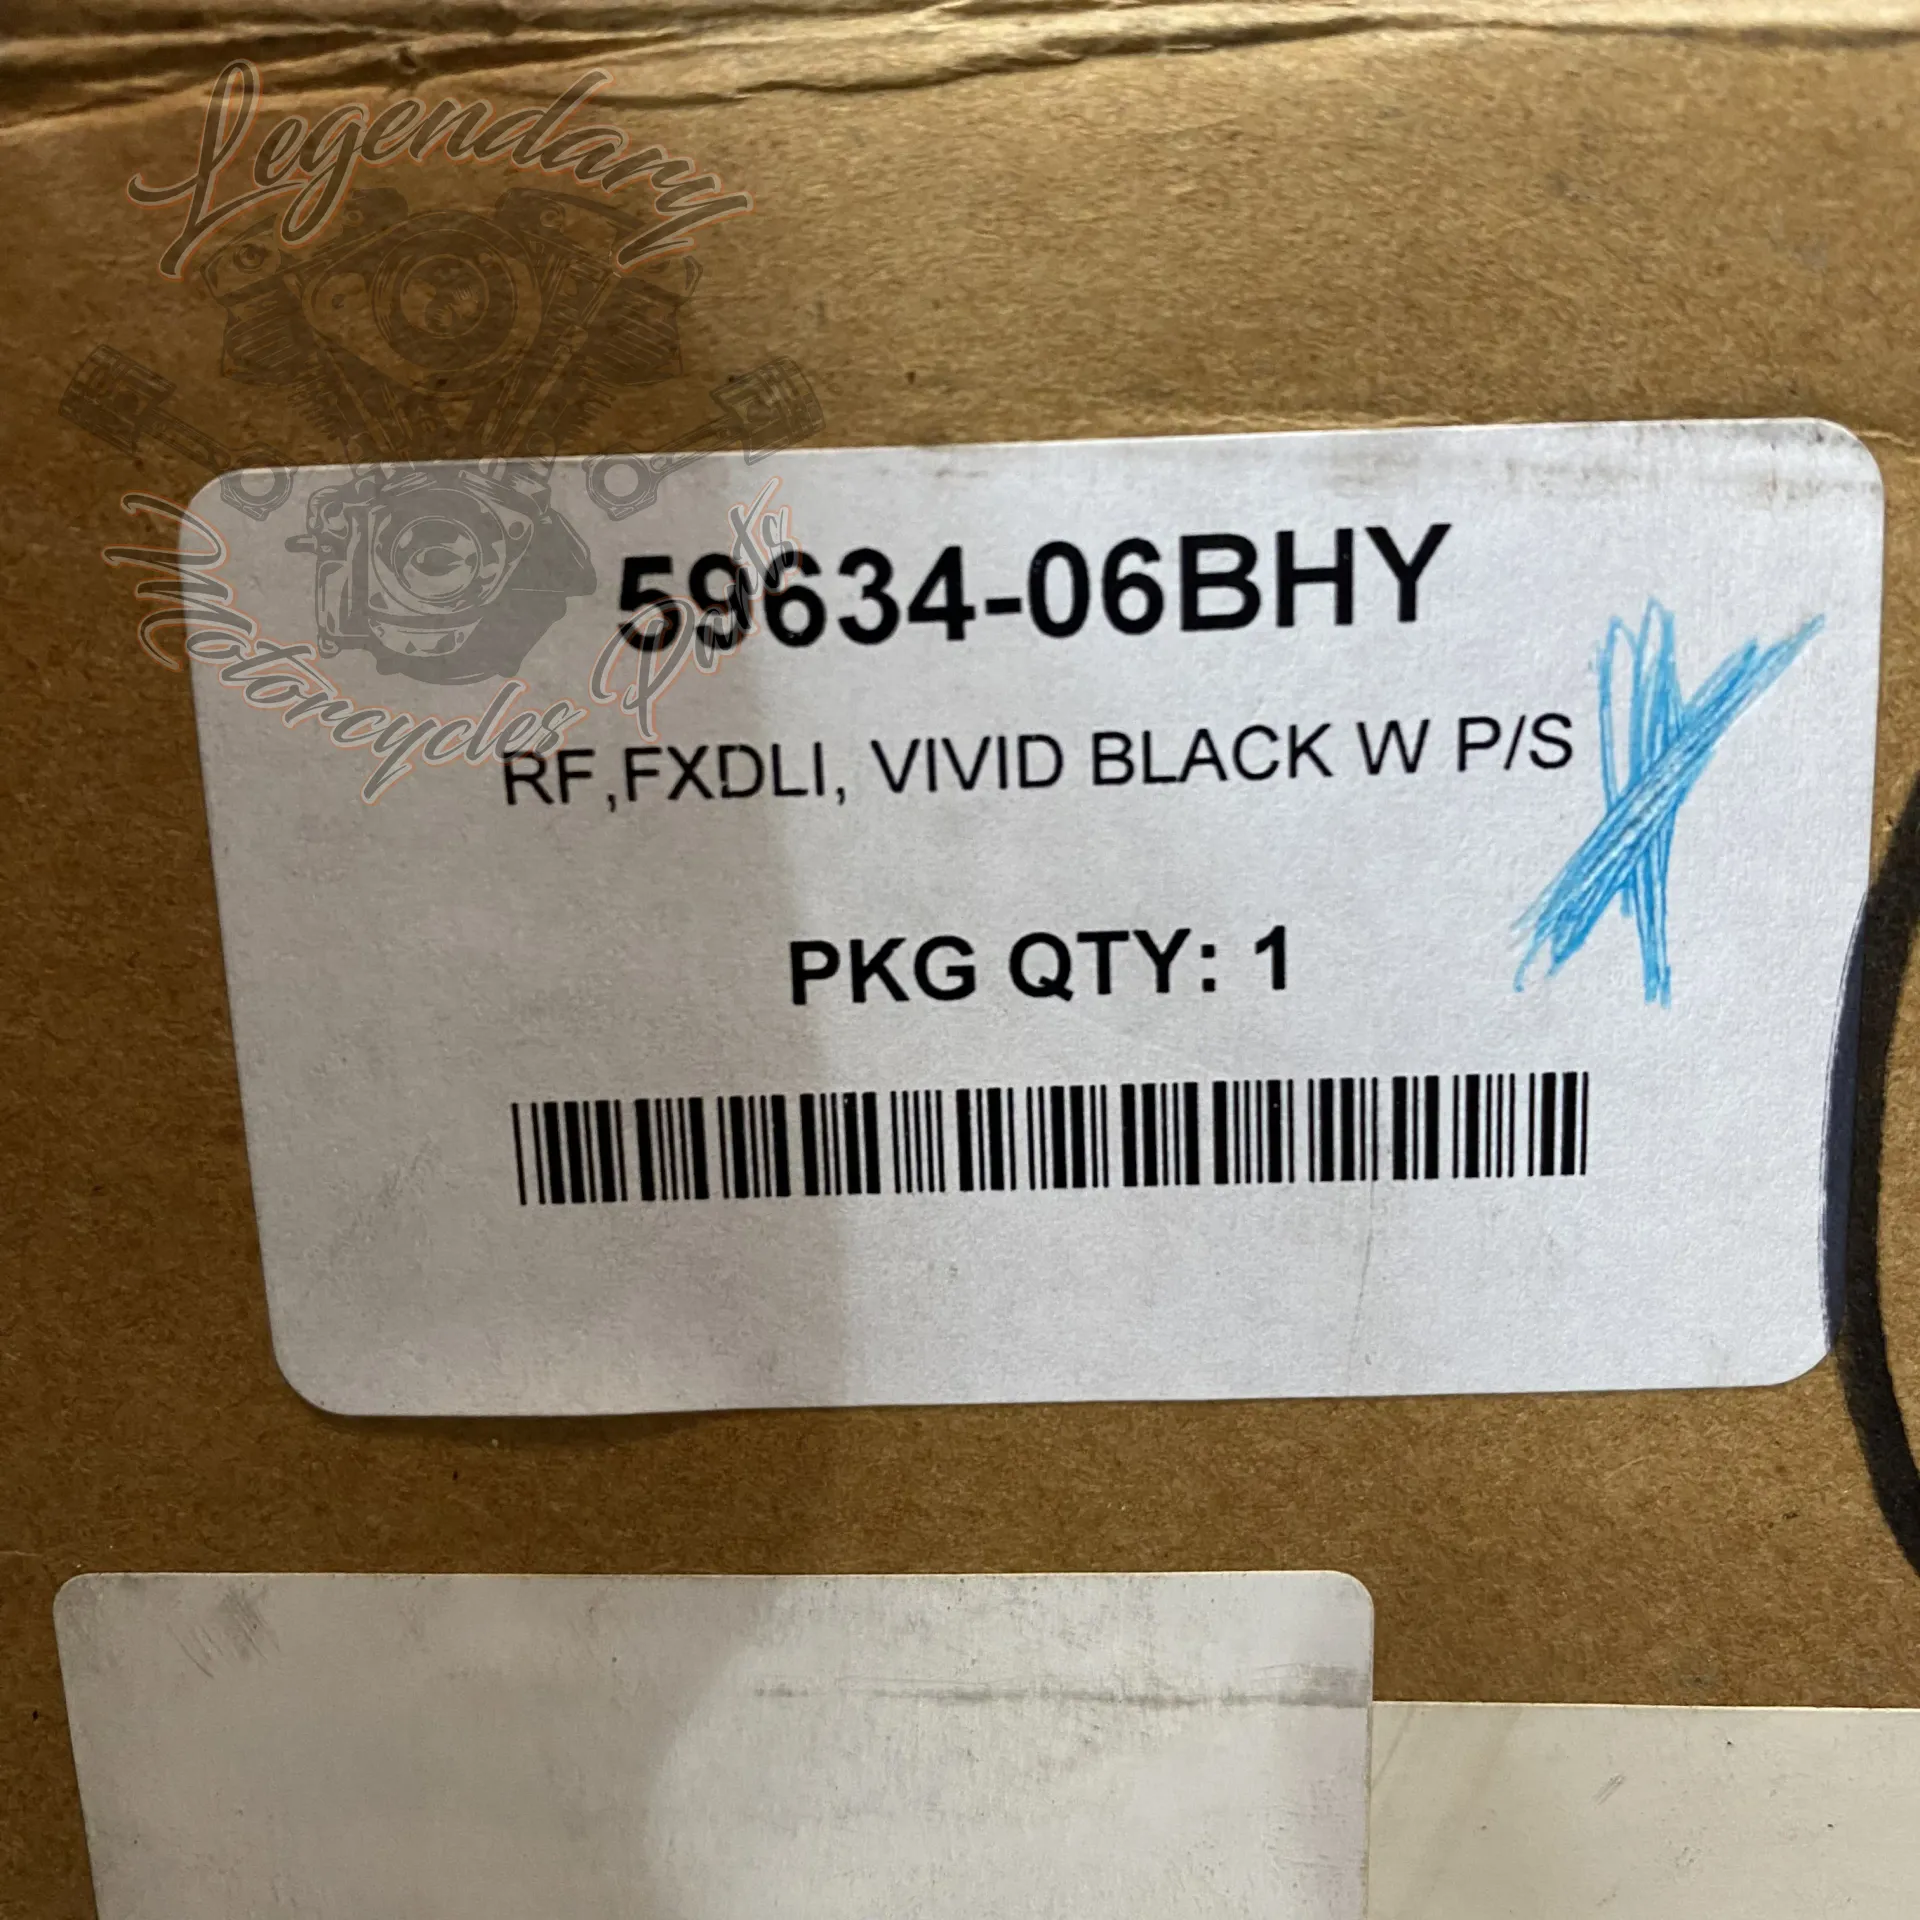 Legendary
Motorcycles Parts
59634-06BHY
RF,FXDLI, VIVID BLACK W P/S
PKG QTY: 1